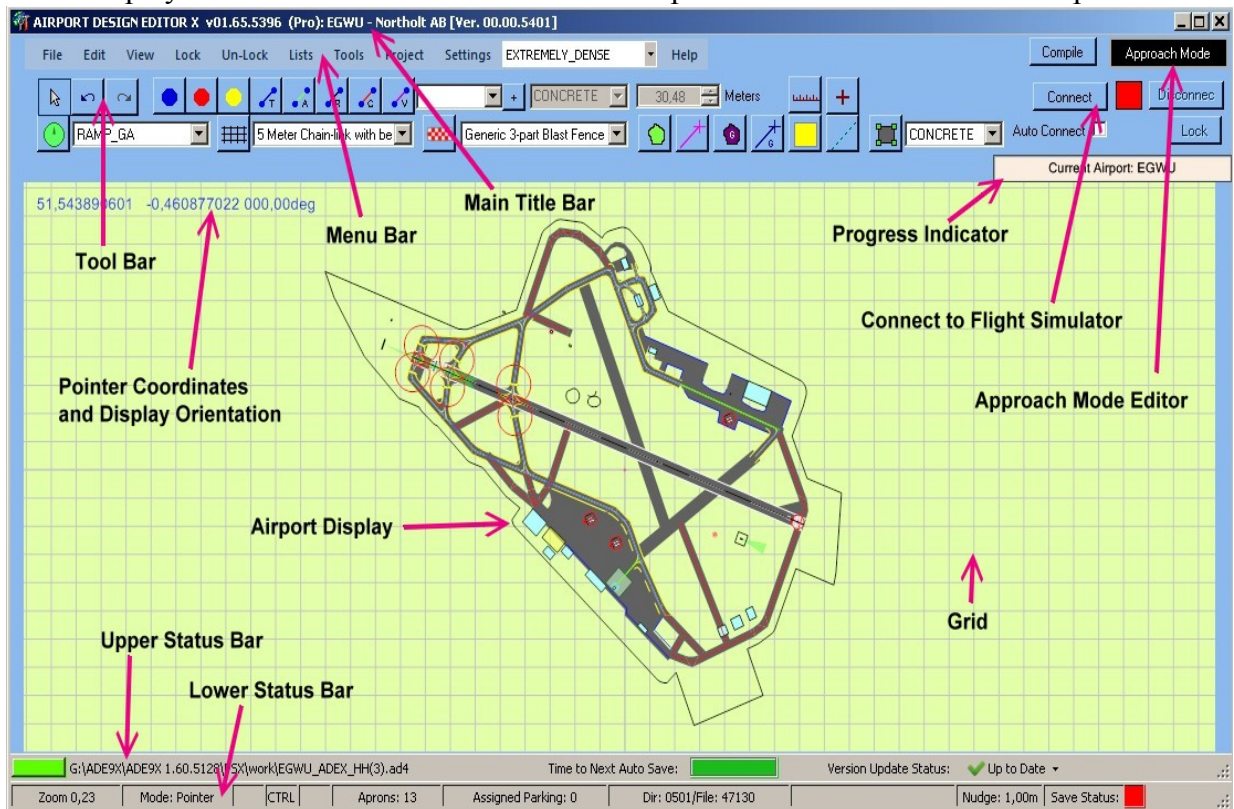 AIRPORT DESIGN EDITOR X v01.65.5396 (Pro): EGWU - Northolt AB [Ver. 00.00.5401]
File Edit View Lock Un-Lock Lists Tools Project Settings EXTREMELY_DENSE Help Compile Approach Mode
T A R C V + CONCRETE 30,48 Meters Connect Disconnec
RAMP_GA 5 Meter Chain-link with be Generic 3-part Blast Fence G G CONCRETE Auto Connect Lock
Current Airport: EGWU
51,543890601 -0,460877022 000,00deg
Main Title Bar
Menu Bar
Progress Indicator
Tool Bar
Connect to Flight Simulator
Pointer Coordinates
and Display Orientation
Approach Mode Editor
Airport Display
Grid
Upper Status Bar
Lower Status Bar
G:\ADE9X\ADE9X 1.60.5128\FSX\work\EGWU_ADEX_HH(3).ad4 Time to Next Auto Save: Version Update Status: Up to Date
Zoom 0,23 Mode: Pointer CTRL Aprons: 13 Assigned Parking: 0 Dir: 0501/File: 47130 Nudge: 1,00m Save Status: